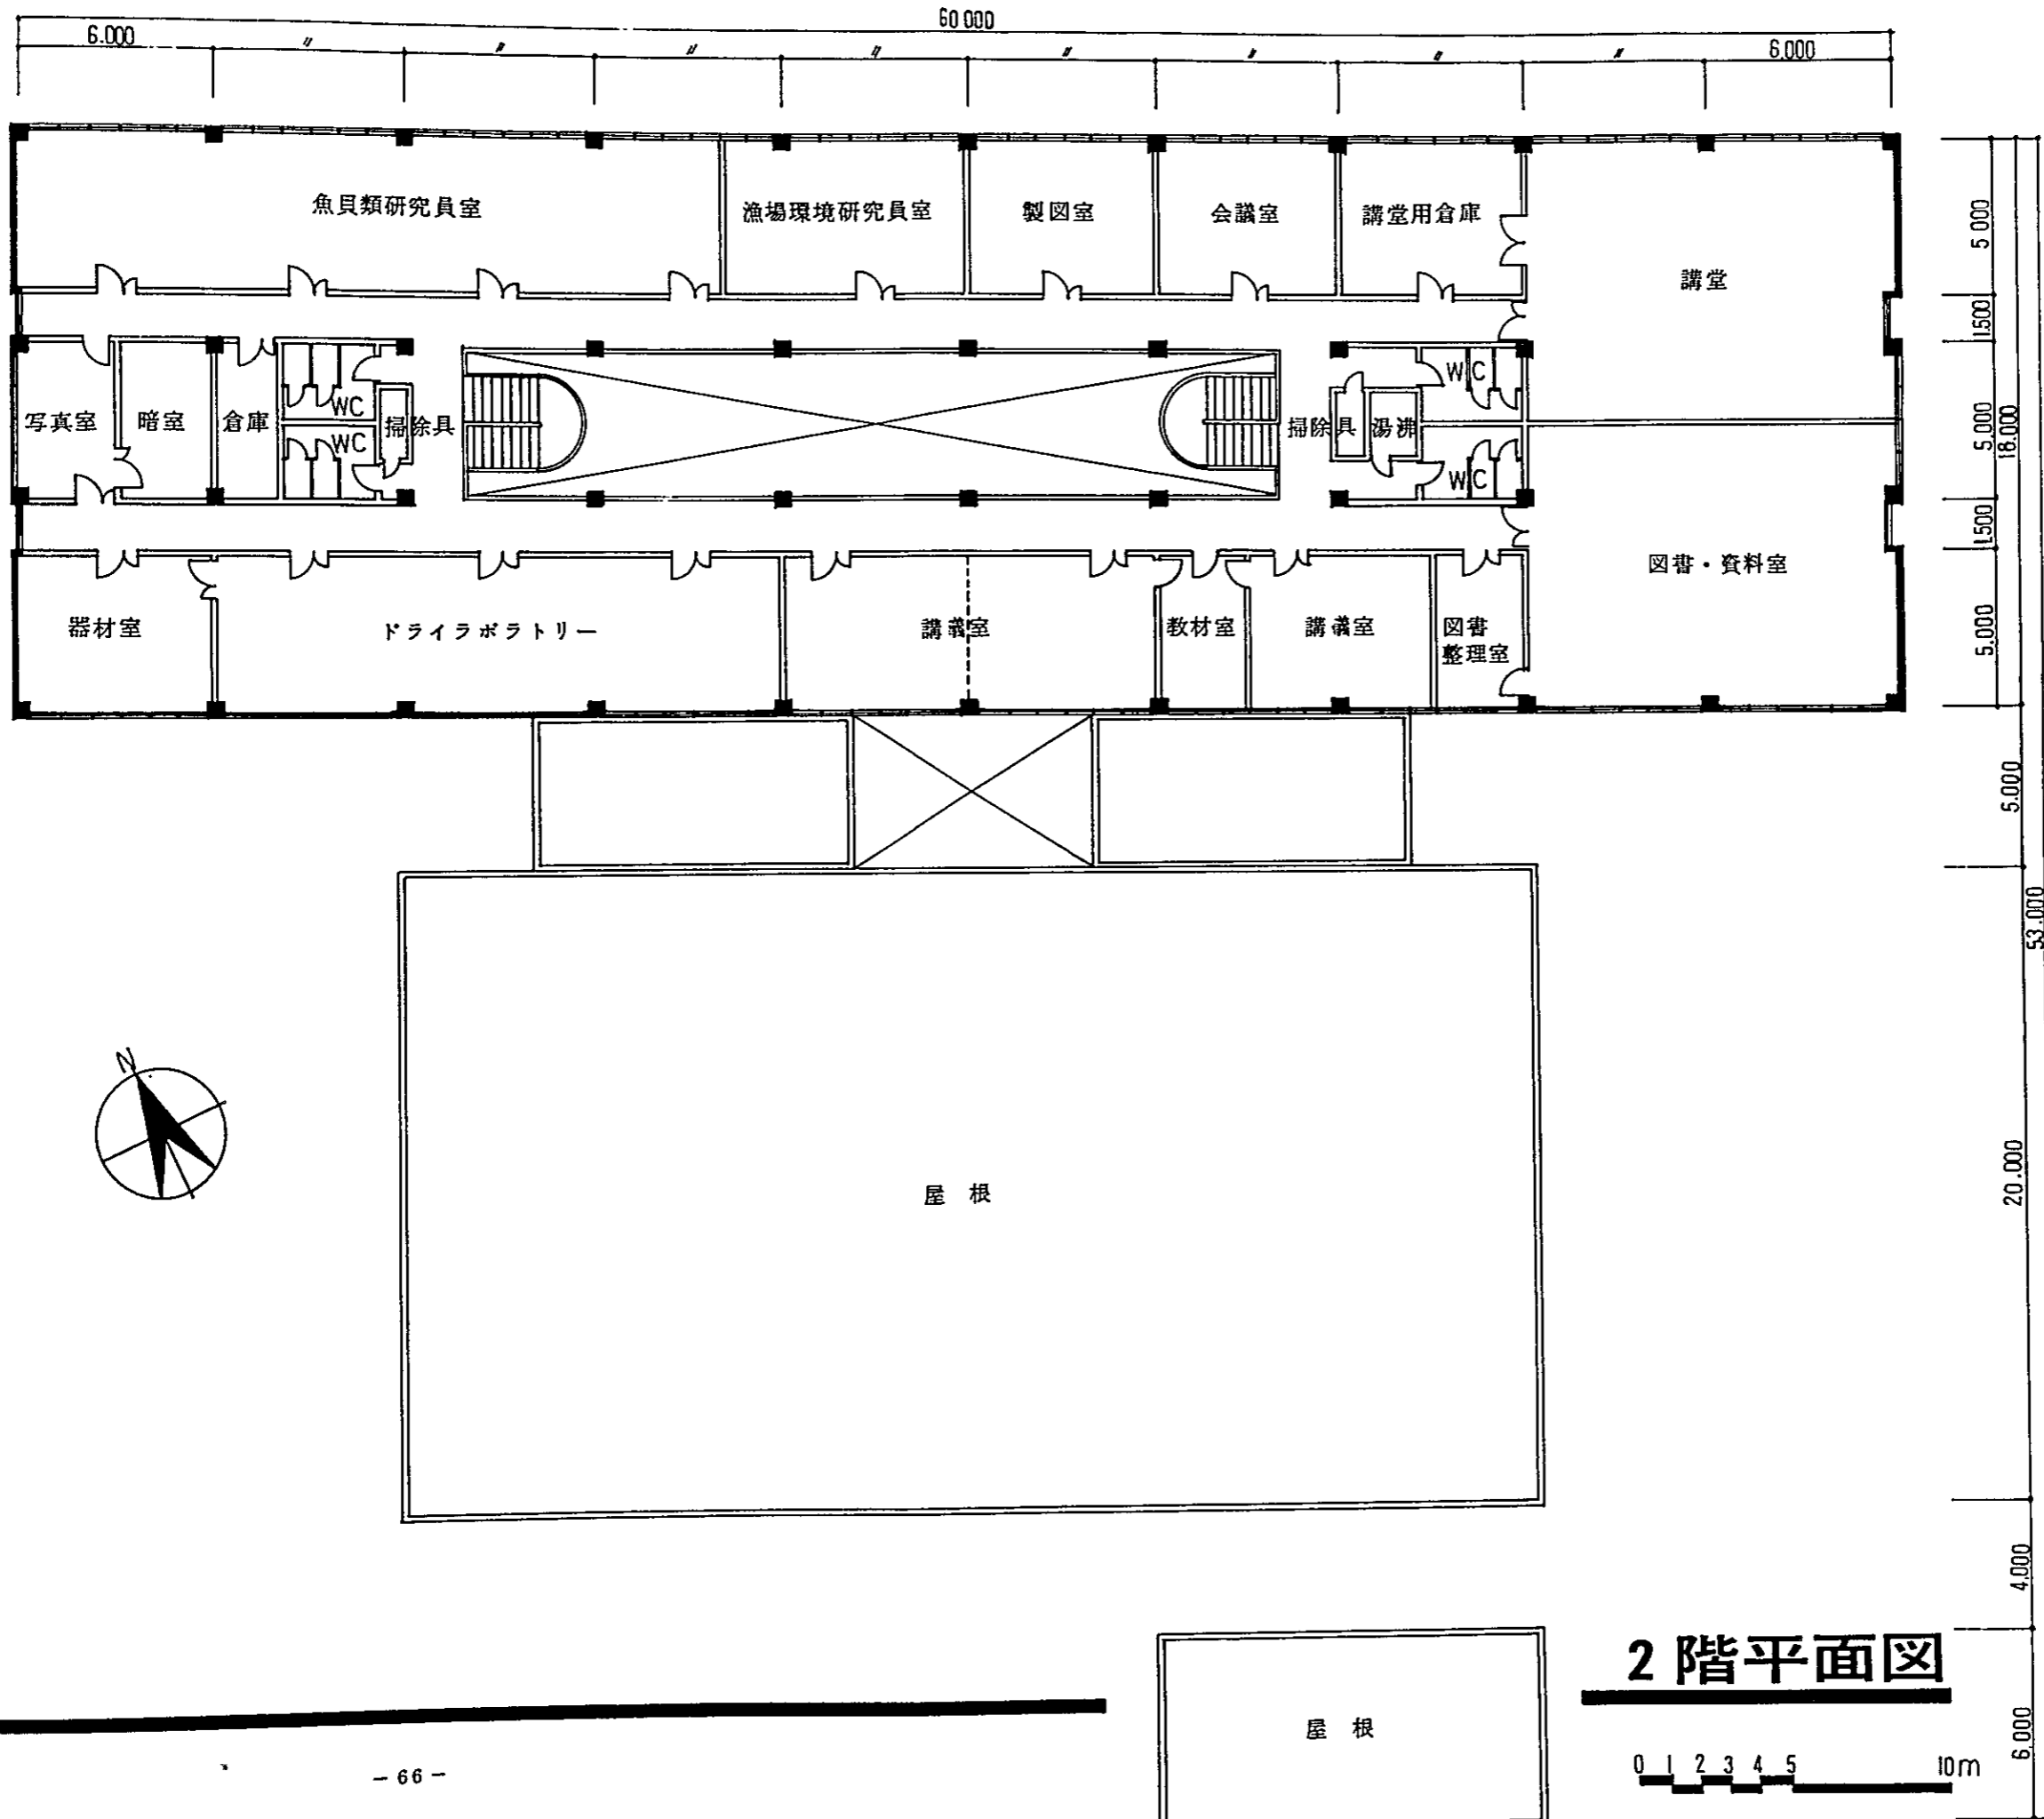 60 000
6.000 〃 〃 〃 〃 〃 〃 〃 〃 6.000
魚貝類研究員室
漁場環境研究員室
製図室
会議室
講堂用倉庫
講堂
写真室
暗室
倉庫
WC
WC
掃除具
掃除具
湯沸
WC
WC
器材室
ドライラボラトリー
講義室
教材室
講義室
図書
整理室
図書・資料室
5 000
1.500
5.000
1.500
5.000
18.000
5.000
20.000
4.000
6.000
53.000
N
屋 根
屋 根
2階平面図
0 1 2 3 4 5 10m
- 66 -